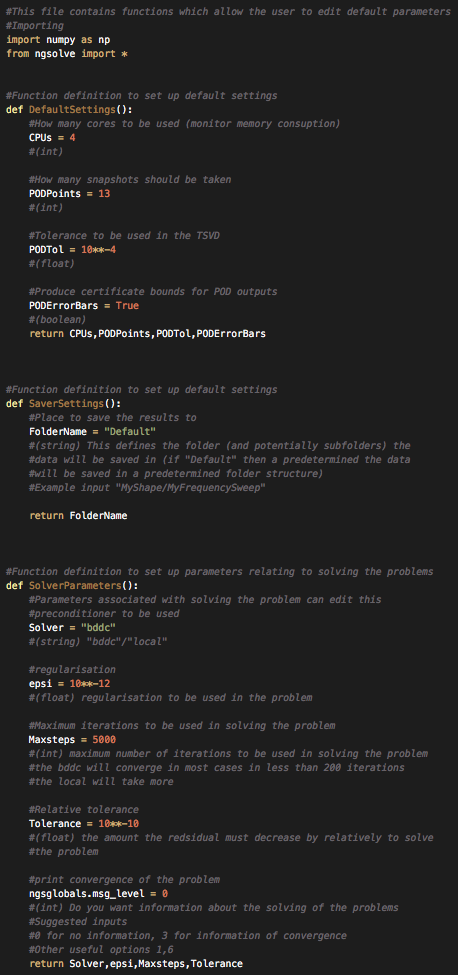 #This file contains functions which allow the user to edit default parameters
#Importing
import numpy as np
from ngsolve import *
#Function definition to set up default settings
def DefaultSettings():
#How many cores to be used (monitor memory consuption)
CPUs = 4
#(int)
#How many snapshots should be taken
PODPoints = 13
#(int)
#Tolerance to be used in the TSVD
PODTol = 10**-4
#(float)
#Produce certificate bounds for POD outputs
PODErrorBars = True
#(boolean)
return CPUs,PODPoints,PODTol,PODErrorBars
#Function definition to set up default settings
def SaverSettings():
#Place to save the results to
FolderName = "Default"
#(string) This defines the folder (and potentially subfolders) the
#data will be saved in (if "Default" then a predetermined the data
#will be saved in a predetermined folder structure)
#Example input "MyShape/MyFrequencySweep"
return FolderName
#Function definition to set up parameters relating to solving the problems
def SolverParameters():
#Parameters associated with solving the problem can edit this
#preconditioner to be used
Solver = "bddc"
#(string) "bddc"/"local"
#regularisation
epsi = 10**-12
#(float) regularisation to be used in the problem
#Maximum iterations to be used in solving the problem
Maxsteps = 5000
#(int) maximum number of iterations to be used in solving the problem
#the bddc will converge in most cases in less than 200 iterations
#the local will take more
#Relative tolerance
Tolerance = 10**-10
#(float) the amount the redsidual must decrease by relatively to solve
#the problem
#print convergence of the problem
ngsglobals.msg_level = 0
#(int) Do you want information about the solving of the problems
#Suggested inputs
#0 for no information, 3 for information of convergence
#Other useful options 1,6
return Solver,epsi,Maxsteps,Tolerance